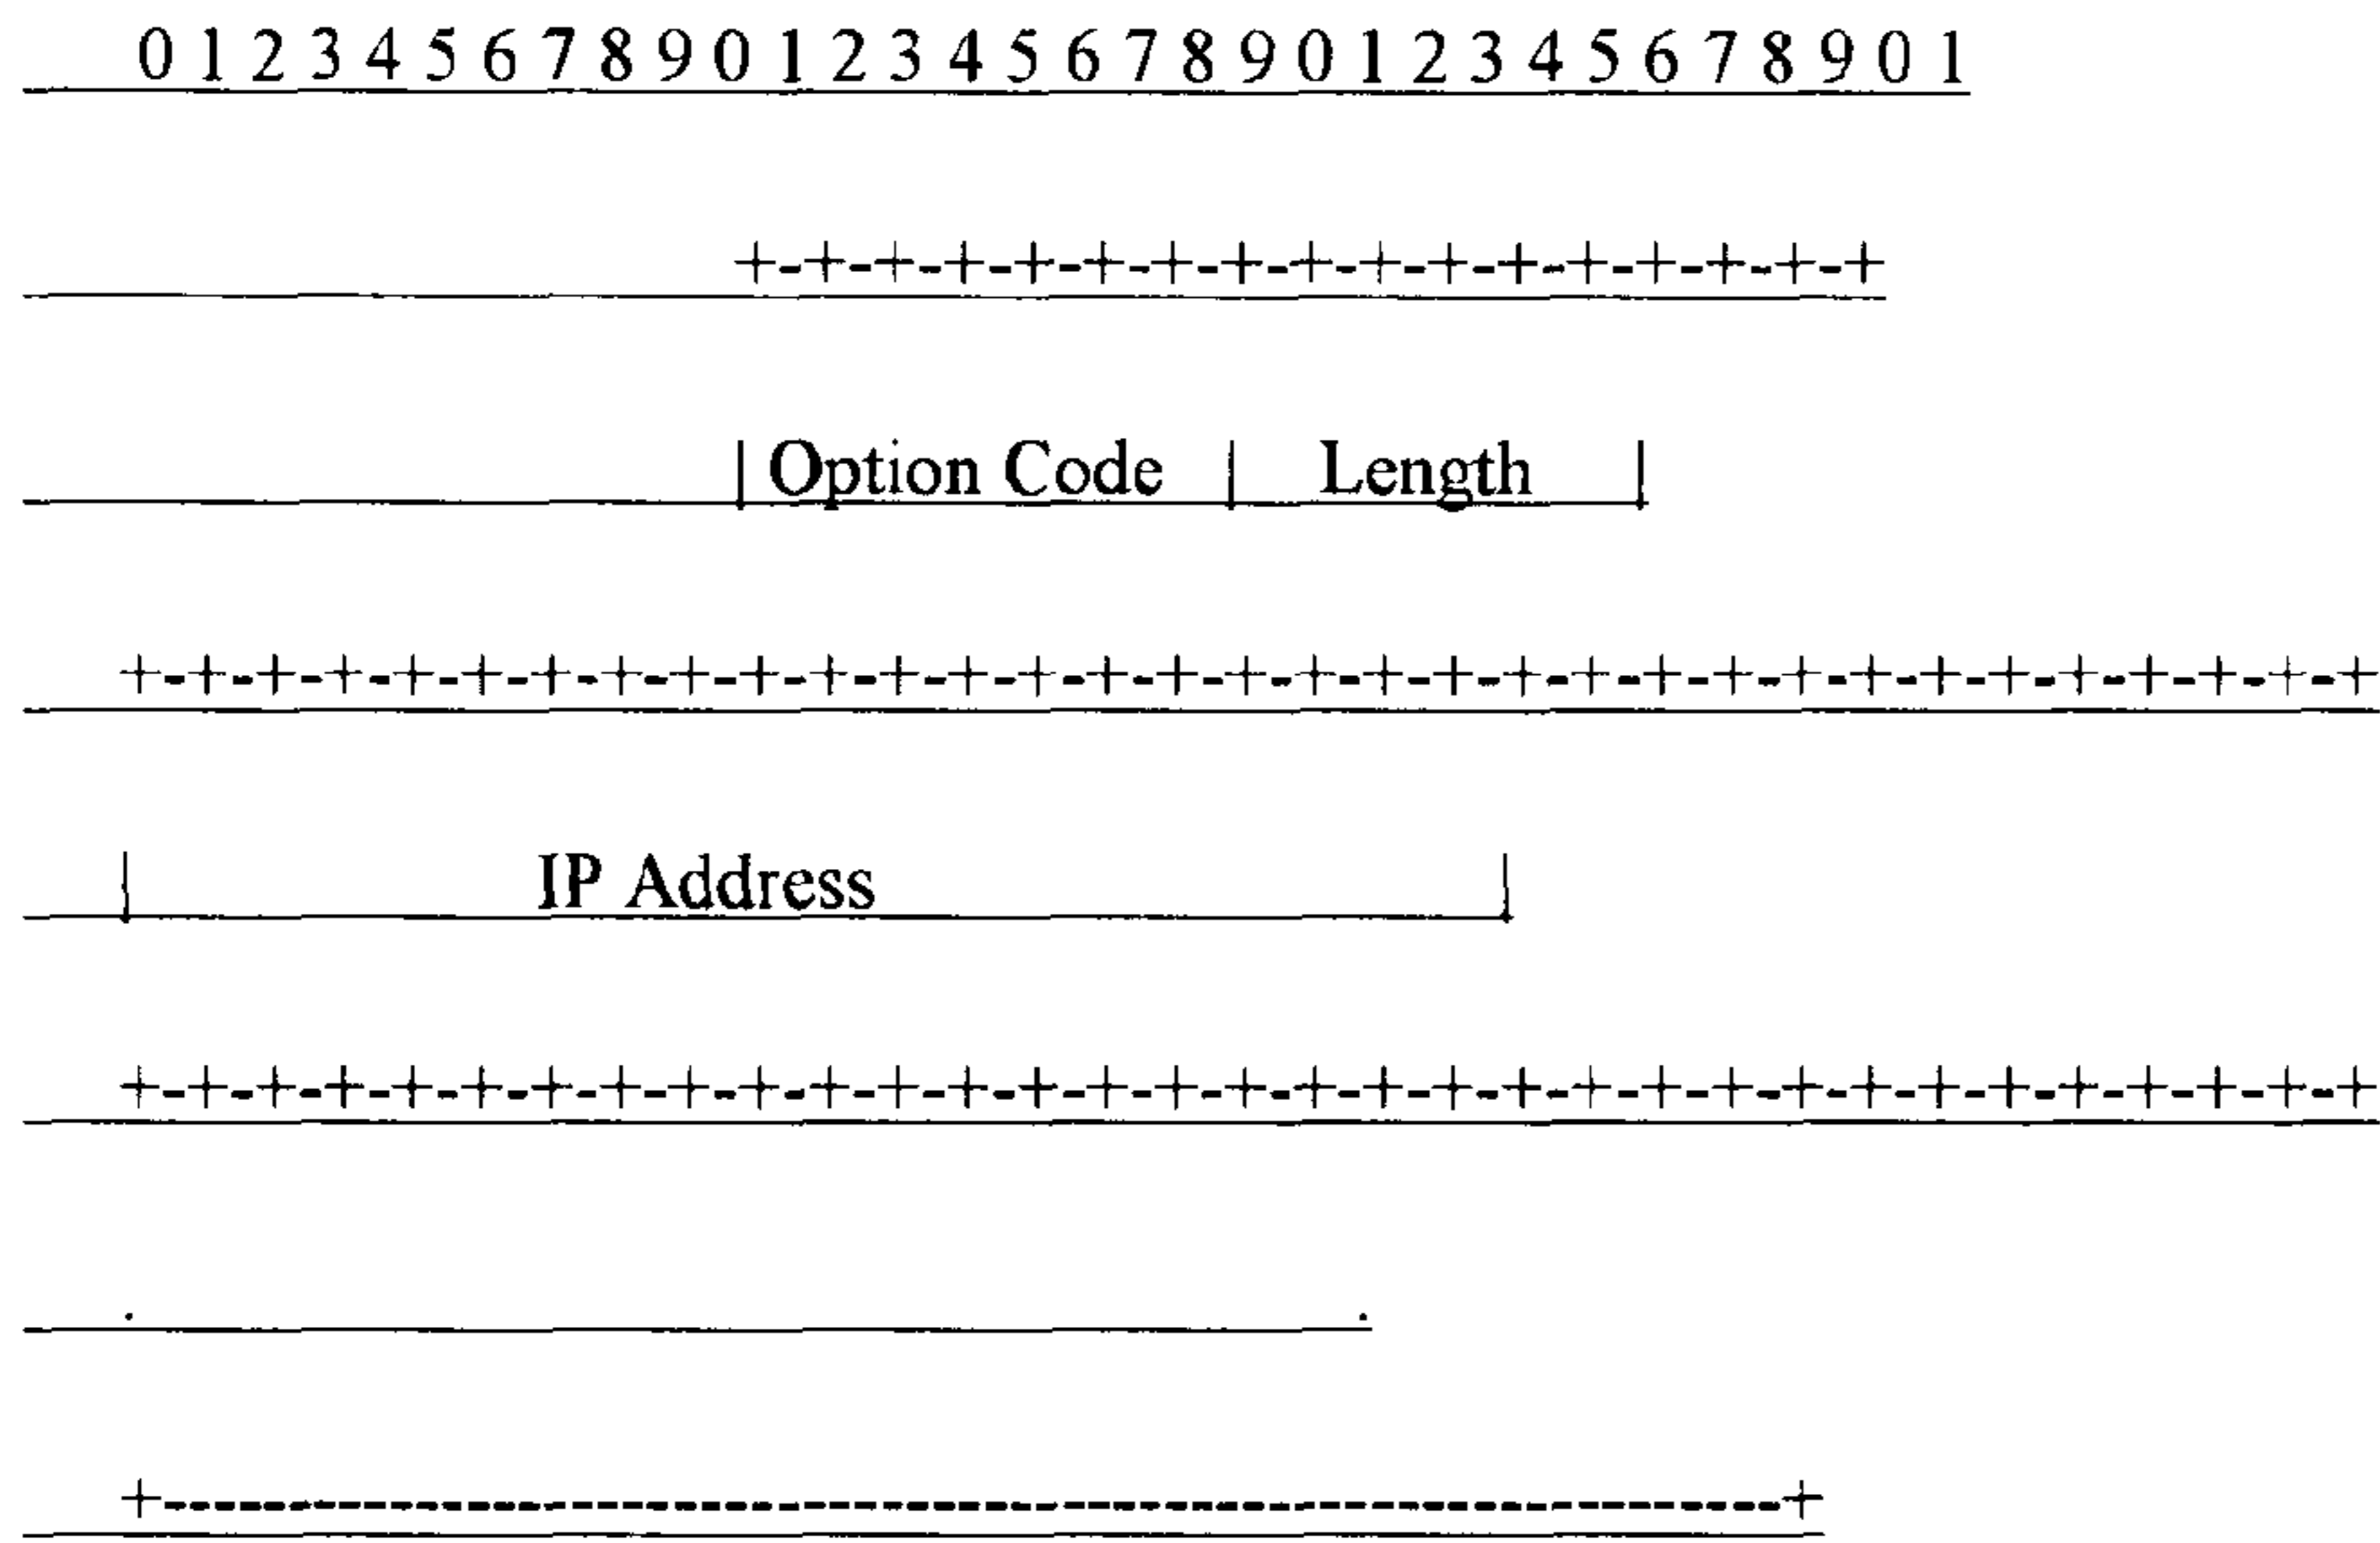 0 1 2 3 4 5 6 7 8 9 0 1 2 3 4 5 6 7 8 9 0 1 2 3 4 5 6 7 8 9 0 1
+-+-+-+-+-+-+-+-+-+-+-+-+-+-+-+-+
| Option Code | Length |
+-+-+-+-+-+-+-+-+-+-+-+-+-+-+-+-+-+-+-+-+-+-+-+-+-+-+-+-+-+-+-+-+
| IP Address |
+-+-+-+-+-+-+-+-+-+-+-+-+-+-+-+-+-+-+-+-+-+-+-+-+-+-+-+-+-+-+-+-+
. .
+---------------------------------------------------------------+